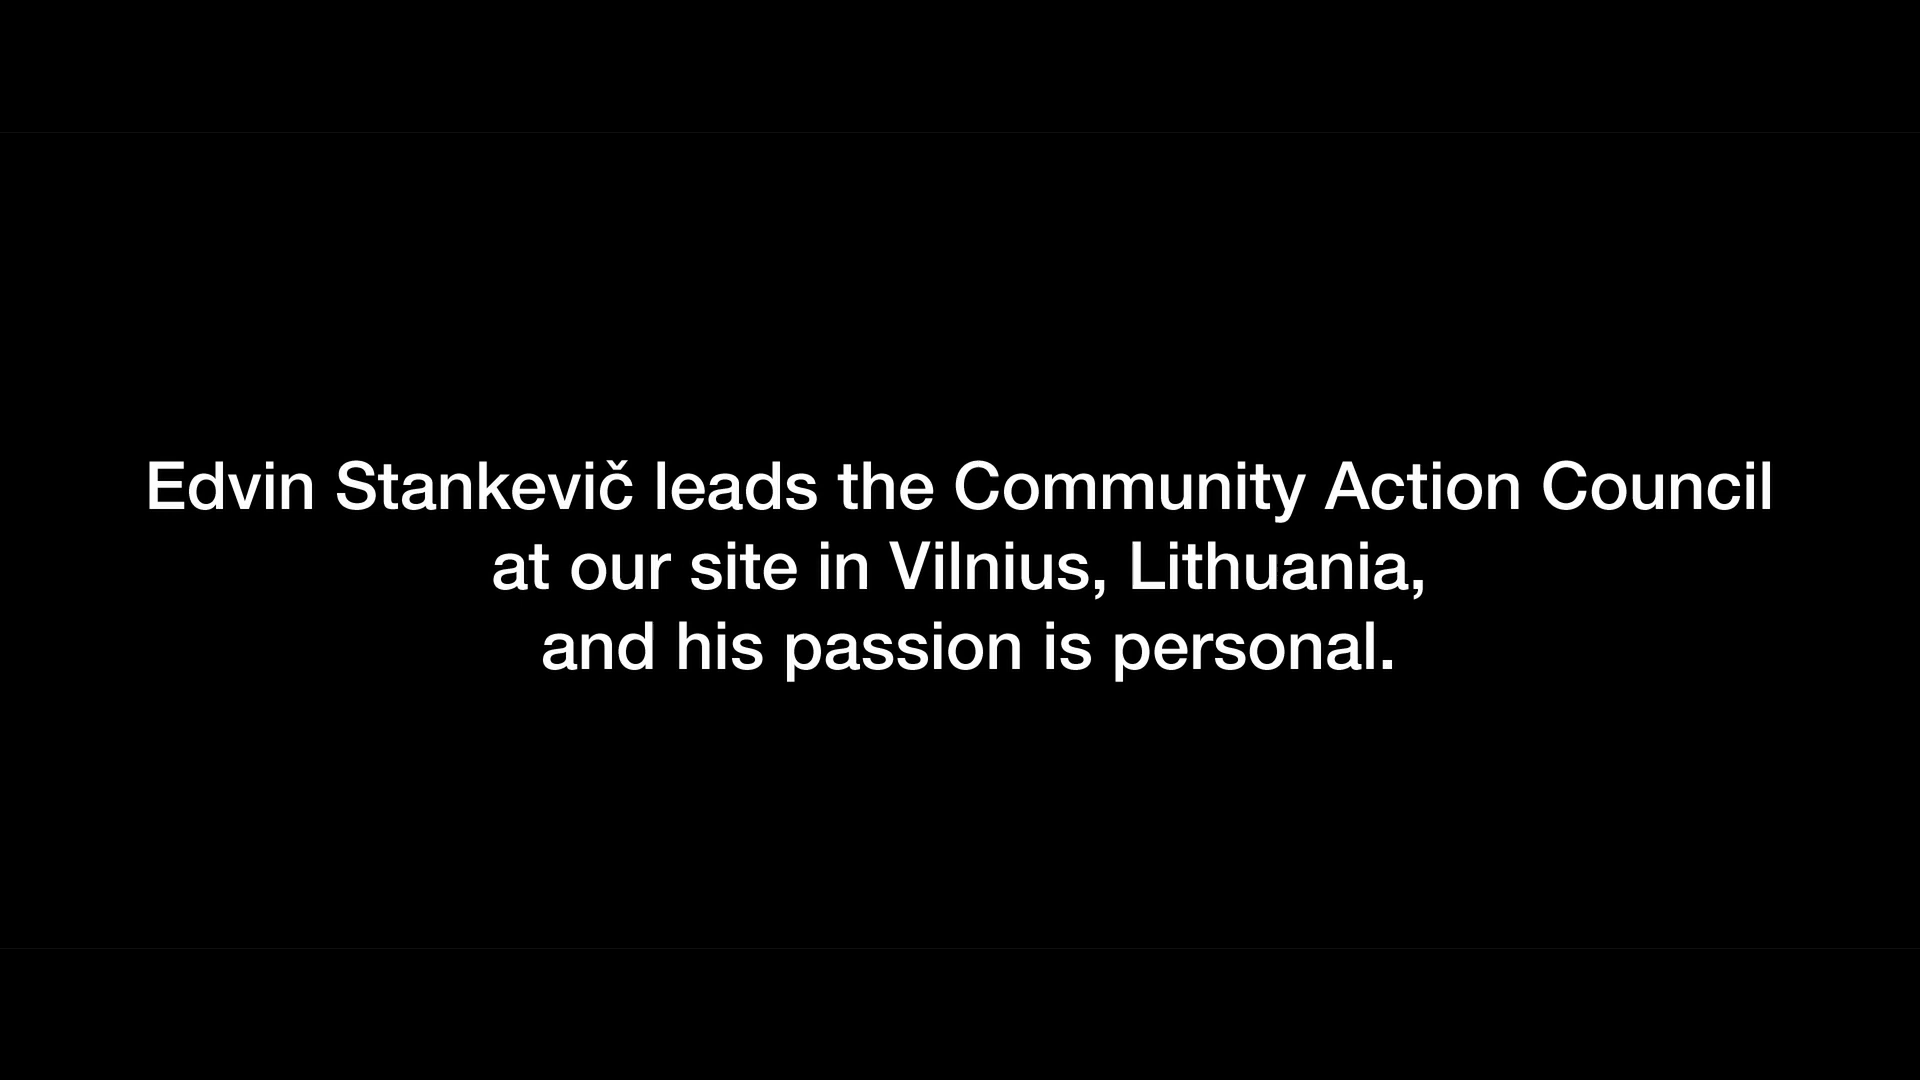 Edvin Stankevič leads the Community Action Council
at our site in Vilnius, Lithuania,
and his passion is personal.